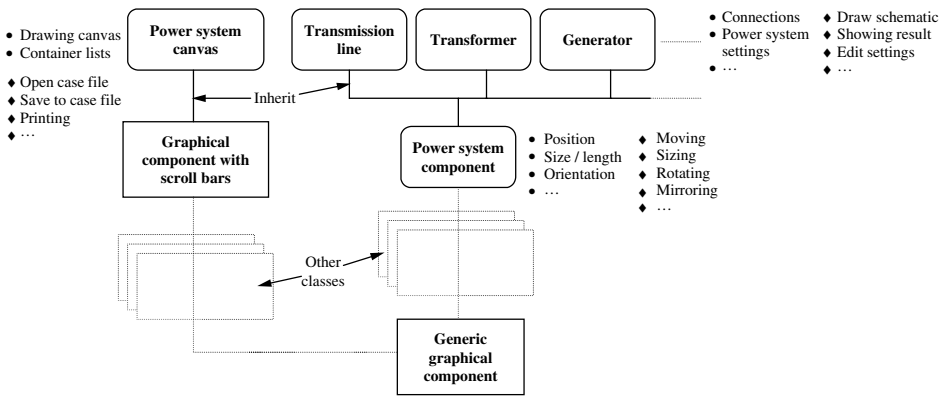 • Drawing canvas
• Container lists
♦ Open case file
♦ Save to case file
♦ Printing
♦ …
Power system
canvas
Transmission
line
Transformer
Generator
• Connections
• Power system
settings
• …
♦ Draw schematic
♦ Showing result
♦ Edit settings
♦ …
Inherit
Graphical
component with
scroll bars
Power system
component
• Position
• Size / length
• Orientation
• …
♦ Moving
♦ Sizing
♦ Rotating
♦ Mirroring
♦ …
Other
classes
Generic
graphical
component